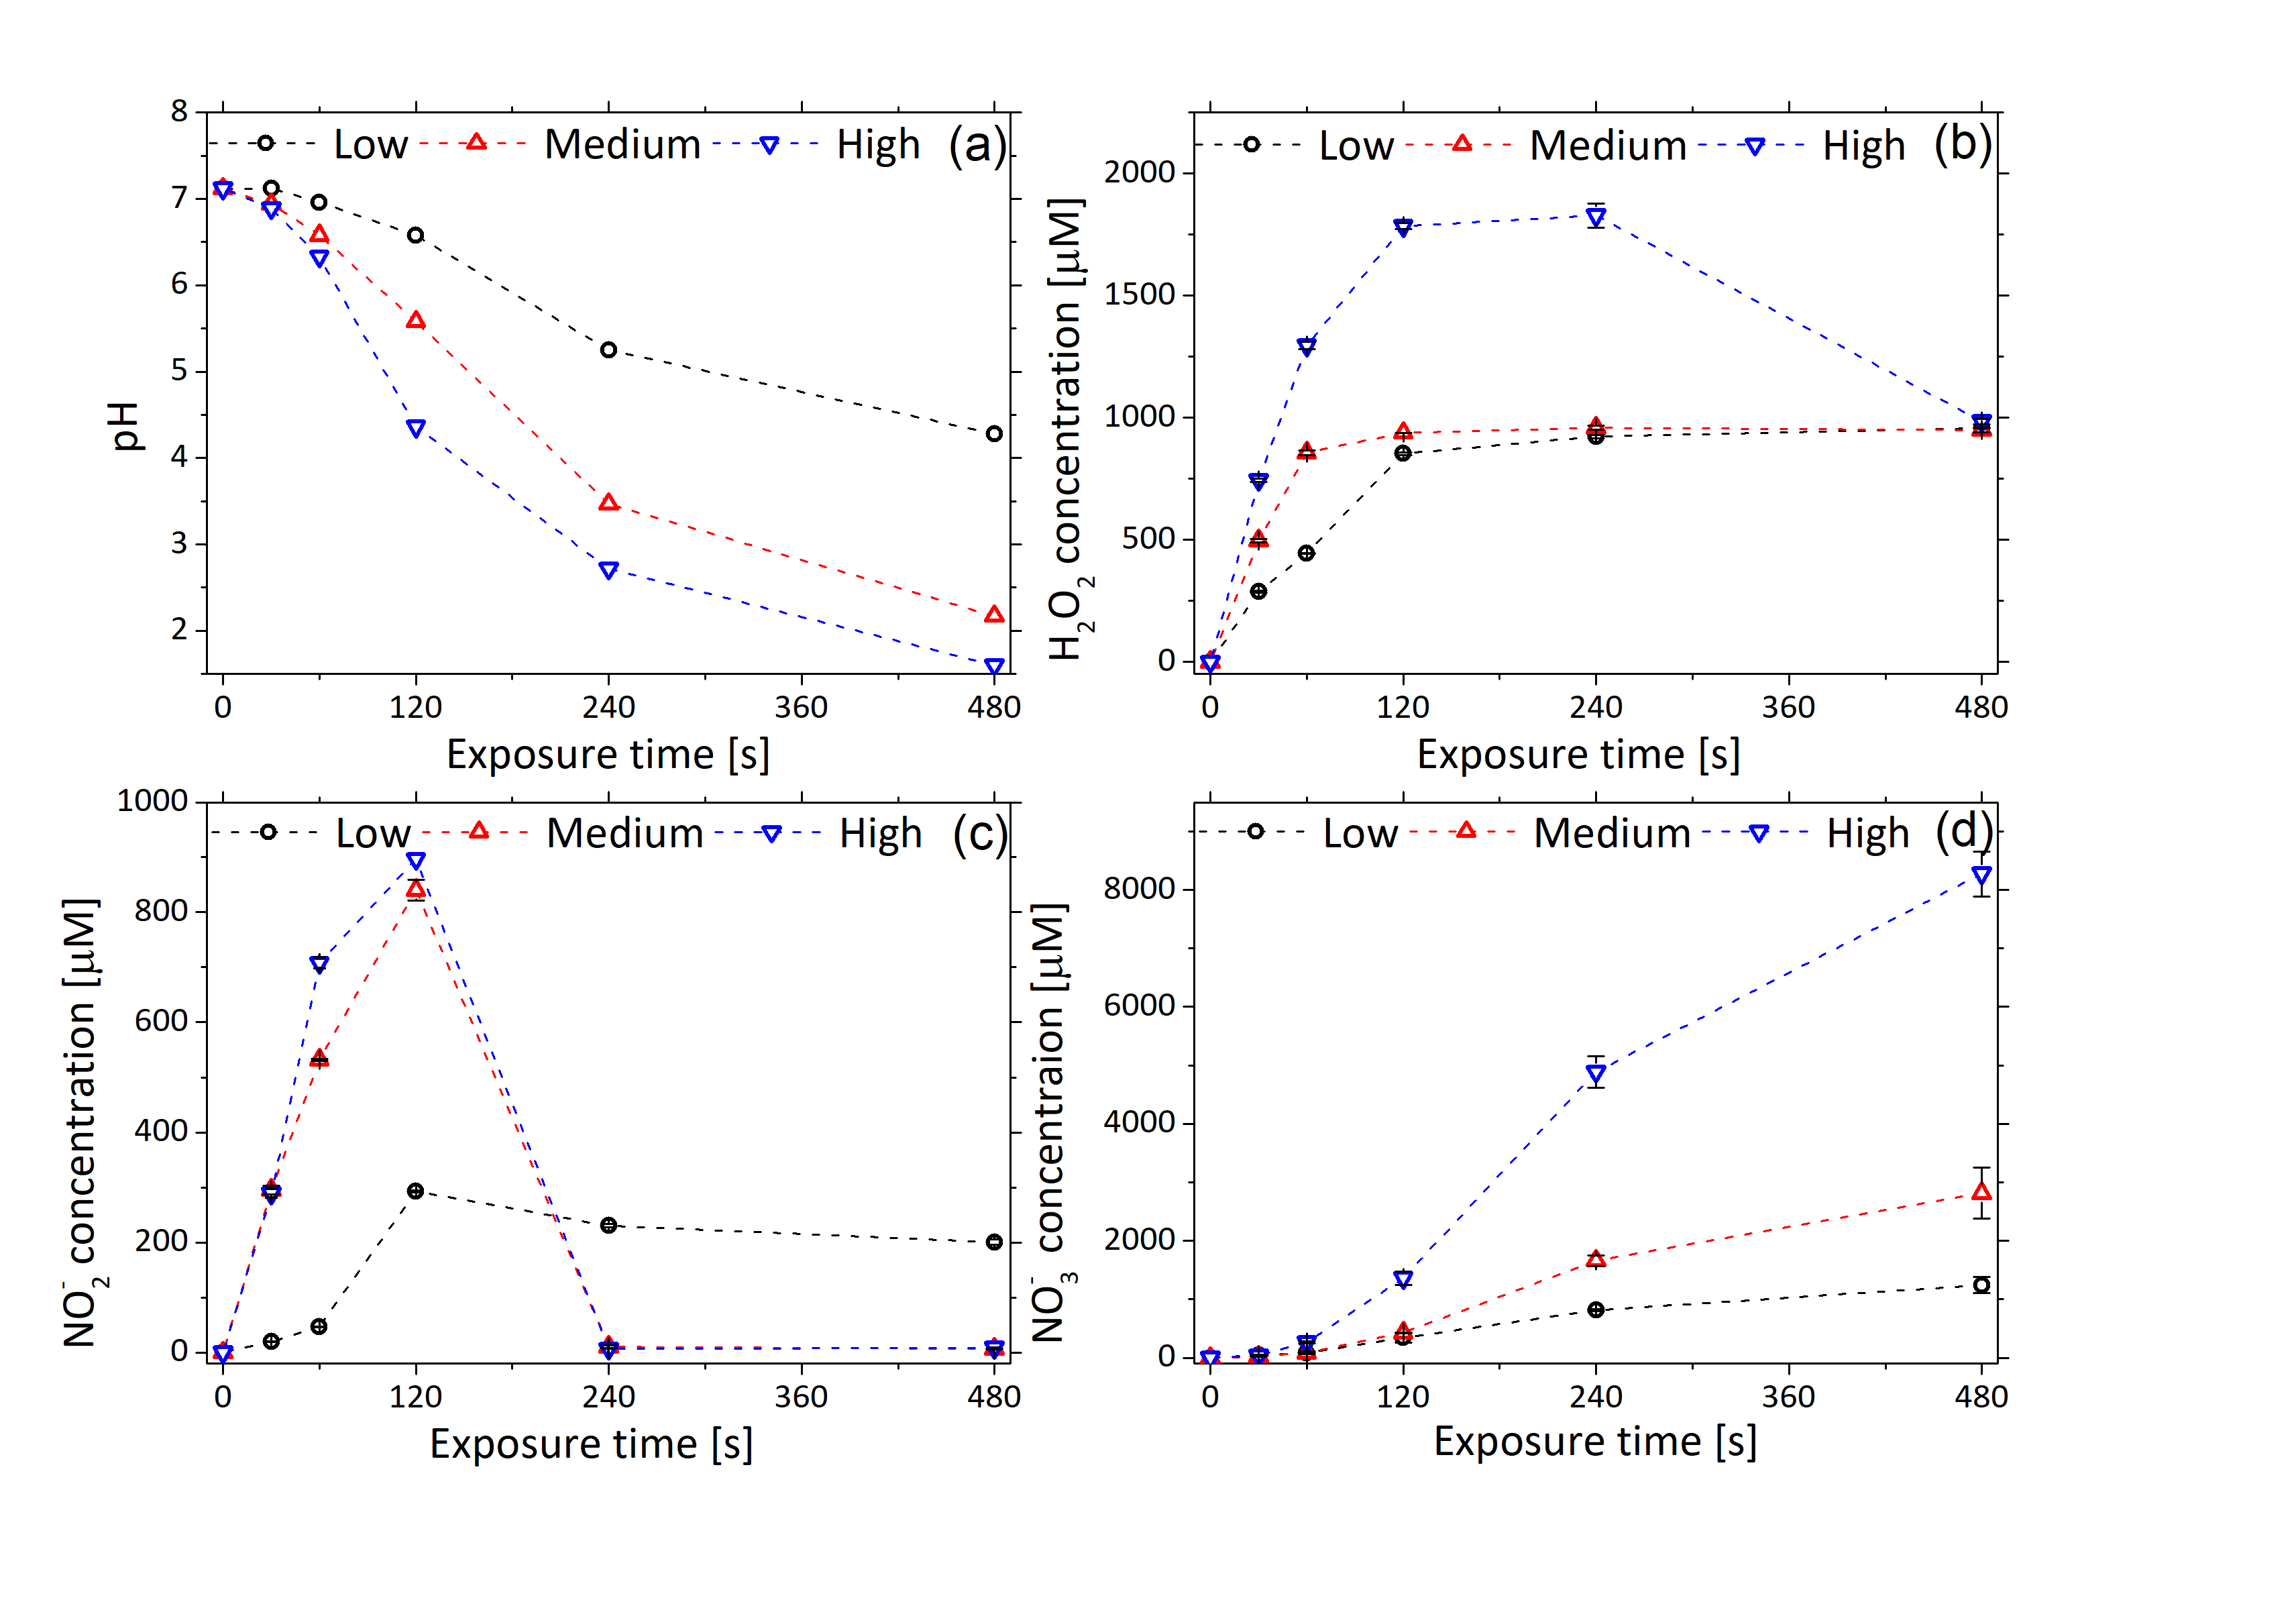 Low Medium High (a)
8
7
6
5
4
3
2
pH
0 120 240 360 480
Exposure time [s]
Low Medium High (b)
2000
1500
1000
500
0
H2O2 concentration [μM]
0 120 240 360 480
Exposure time [s]
Low Medium High (c)
1000
800
600
400
200
0
NO2- concentration [μM]
0 120 240 360 480
Exposure time [s]
Low Medium High (d)
8000
6000
4000
2000
0
NO3- concentraion [μM]
0 120 240 360 480
Exposure time [s]